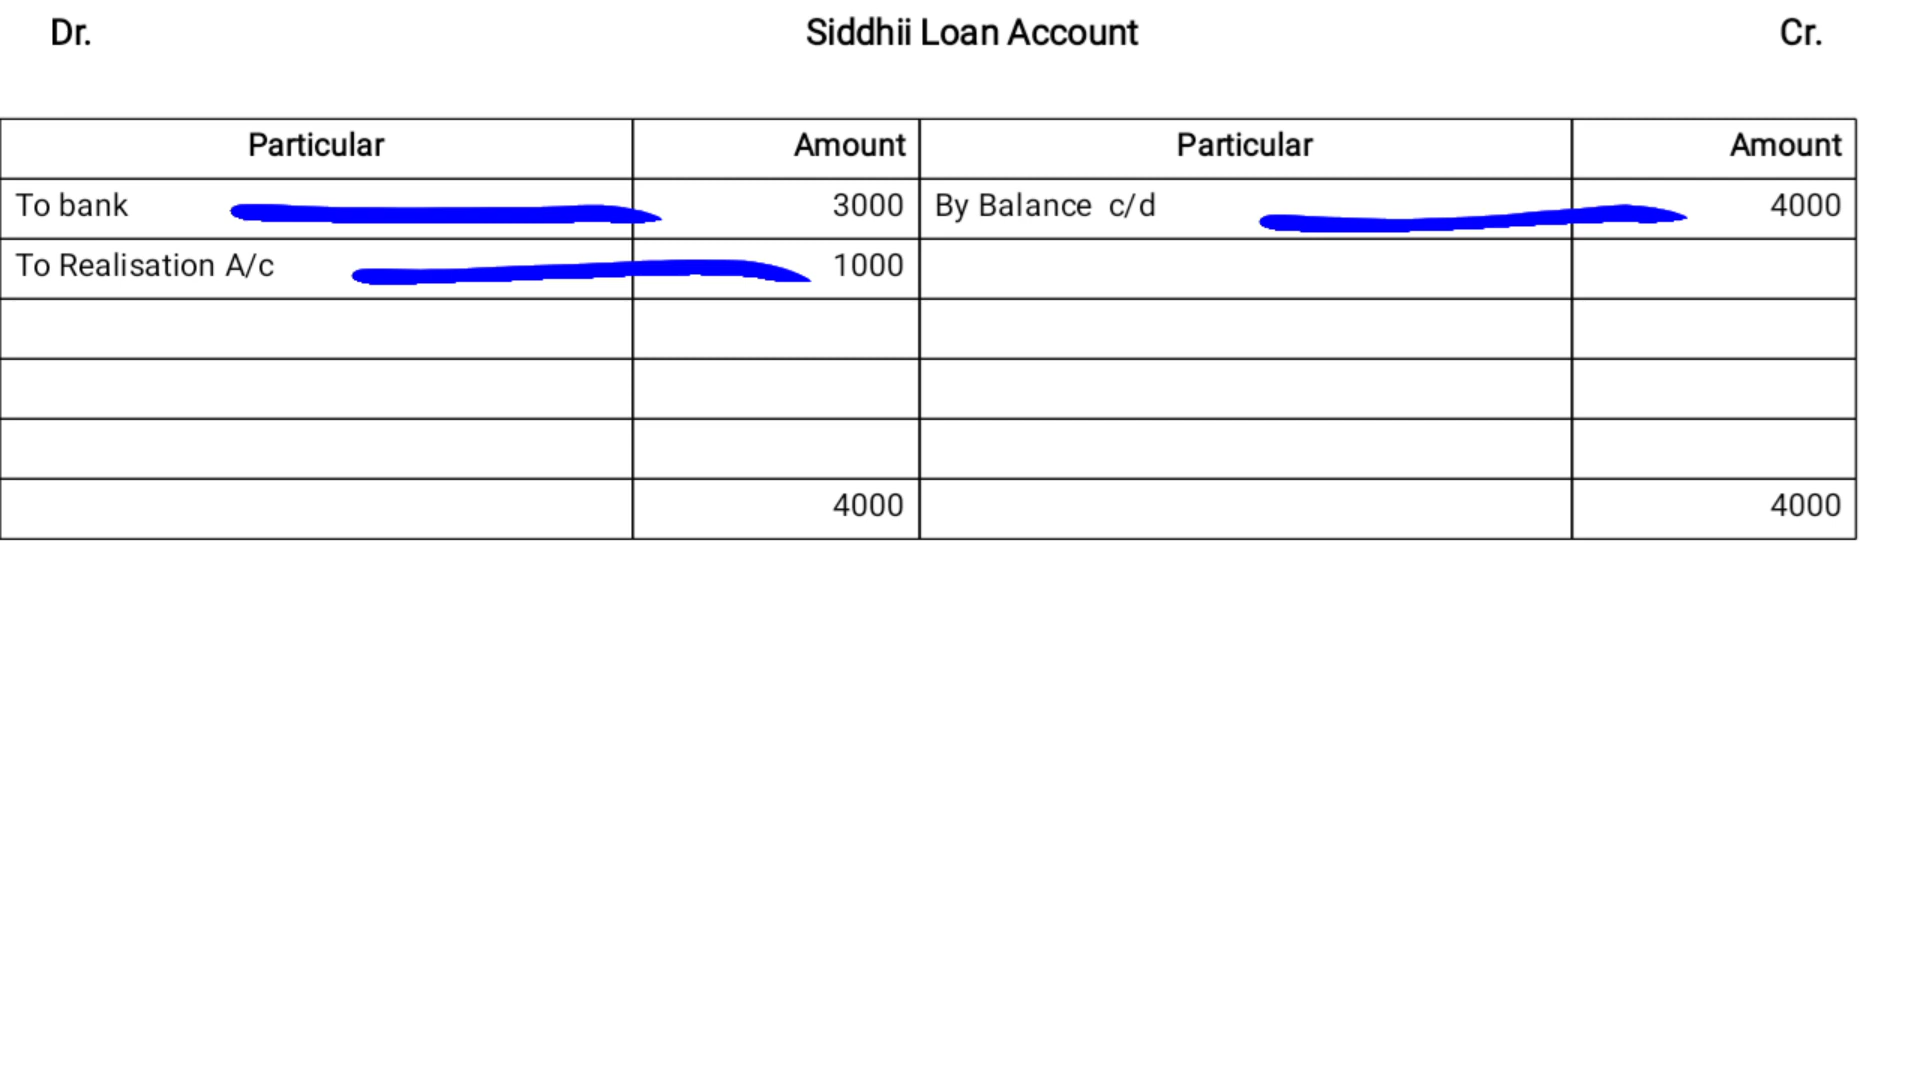 Dr. Siddhii Loan Account Cr.
Particular Amount Particular Amount
To bank 3000 By Balance c/d 4000
To Realisation A/c 1000
4000 4000